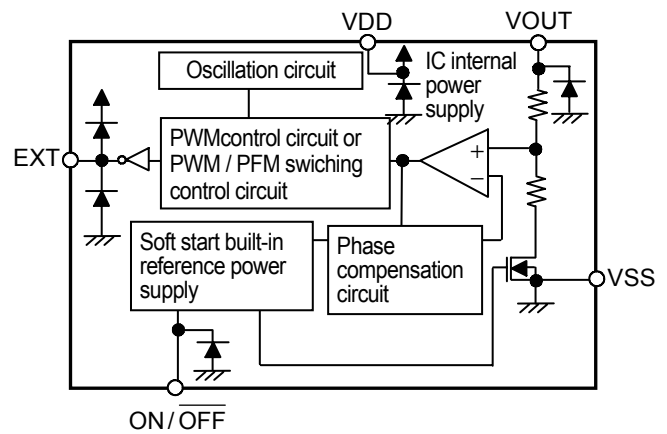 VDD
VOUT
Oscillation circuit
IC internal
power
supply
EXT
PWMcontrol circuit or
PWM / PFM swiching
control circuit
+
−
Soft start built-in
reference power
supply
Phase
compensation
circuit
VSS
ON/OFF